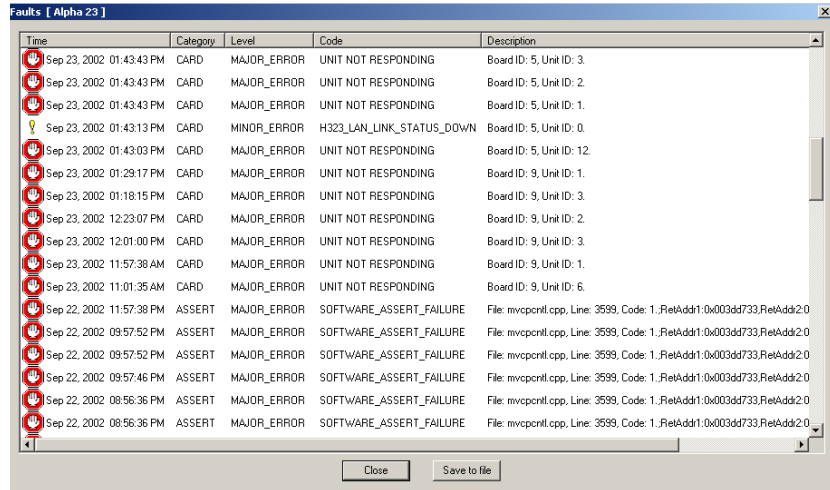 Faults [ Alpha 23 ]
Time Category Level Code Description
Sep 23, 2002 01:43:43 PM CARD MAJOR_ERROR UNIT NOT RESPONDING Board ID: 5, Unit ID: 3.
Sep 23, 2002 01:43:43 PM CARD MAJOR_ERROR UNIT NOT RESPONDING Board ID: 5, Unit ID: 2.
Sep 23, 2002 01:43:43 PM CARD MAJOR_ERROR UNIT NOT RESPONDING Board ID: 5, Unit ID: 1.
Sep 23, 2002 01:43:13 PM CARD MINOR_ERROR H323_LAN_LINK_STATUS_DOWN Board ID: 5, Unit ID: 0.
Sep 23, 2002 01:43:03 PM CARD MAJOR_ERROR UNIT NOT RESPONDING Board ID: 5, Unit ID: 12.
Sep 23, 2002 01:29:17 PM CARD MAJOR_ERROR UNIT NOT RESPONDING Board ID: 9, Unit ID: 1.
Sep 23, 2002 01:18:15 PM CARD MAJOR_ERROR UNIT NOT RESPONDING Board ID: 9, Unit ID: 3.
Sep 23, 2002 12:23:07 PM CARD MAJOR_ERROR UNIT NOT RESPONDING Board ID: 9, Unit ID: 2.
Sep 23, 2002 12:01:00 PM CARD MAJOR_ERROR UNIT NOT RESPONDING Board ID: 9, Unit ID: 3.
Sep 23, 2002 11:57:38 AM CARD MAJOR_ERROR UNIT NOT RESPONDING Board ID: 9, Unit ID: 1.
Sep 23, 2002 11:01:35 AM CARD MAJOR_ERROR UNIT NOT RESPONDING Board ID: 9, Unit ID: 6.
Sep 22, 2002 11:57:38 PM ASSERT MAJOR_ERROR SOFTWARE_ASSERT_FAILURE File: mvcpcntl.cpp, Line: 3599, Code: 1.;RetAddr1:0x003dd733,RetAddr2:0
Sep 22, 2002 09:57:52 PM ASSERT MAJOR_ERROR SOFTWARE_ASSERT_FAILURE File: mvcpcntl.cpp, Line: 3599, Code: 1.;RetAddr1:0x003dd733,RetAddr2:0
Sep 22, 2002 09:57:52 PM ASSERT MAJOR_ERROR SOFTWARE_ASSERT_FAILURE File: mvcpcntl.cpp, Line: 3599, Code: 1.;RetAddr1:0x003dd733,RetAddr2:0
Sep 22, 2002 09:57:46 PM ASSERT MAJOR_ERROR SOFTWARE_ASSERT_FAILURE File: mvcpcntl.cpp, Line: 3599, Code: 1.;RetAddr1:0x003dd733,RetAddr2:0
Sep 22, 2002 08:56:36 PM ASSERT MAJOR_ERROR SOFTWARE_ASSERT_FAILURE File: mvcpcntl.cpp, Line: 3599, Code: 1.;RetAddr1:0x003dd733,RetAddr2:0
Sep 22, 2002 08:56:36 PM ASSERT MAJOR_ERROR SOFTWARE_ASSERT_FAILURE File: mvcpcntl.cpp, Line: 3599, Code: 1.;RetAddr1:0x003dd733,RetAddr2:0
Close Save to file